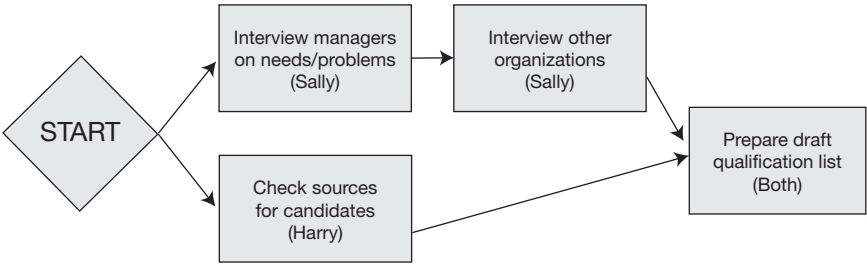 START
Interview managers
on needs/problems
(Sally)
Interview other
organizations
(Sally)
Check sources
for candidates
(Harry)
Prepare draft
qualification list
(Both)